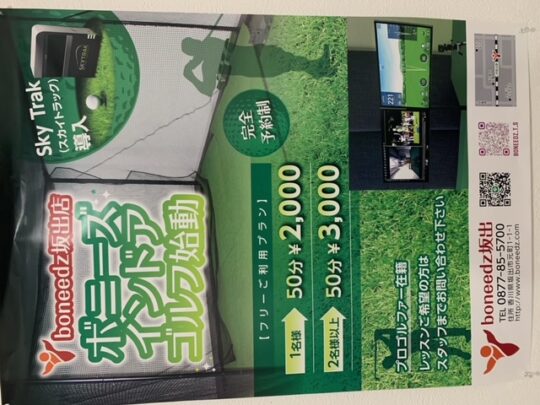 boneedz坂出店
ボニーズ
インドア
ゴルフ始動
Sky Trak
(スカイトラック)
導入
SKYTRAK
完全
予約制
【フリーご利用プラン】
1名様 50分¥2,000
2名様以上 50分¥3,000
プロゴルファー在籍
レッスンご希望の方は
スタッフまでお問い合わせ下さい
221
boneedz坂出
TEL 0877-85-5700
住所 香川県坂出市元町1-1-1
http://www.boneedz.com
BONEEDZ.T.G